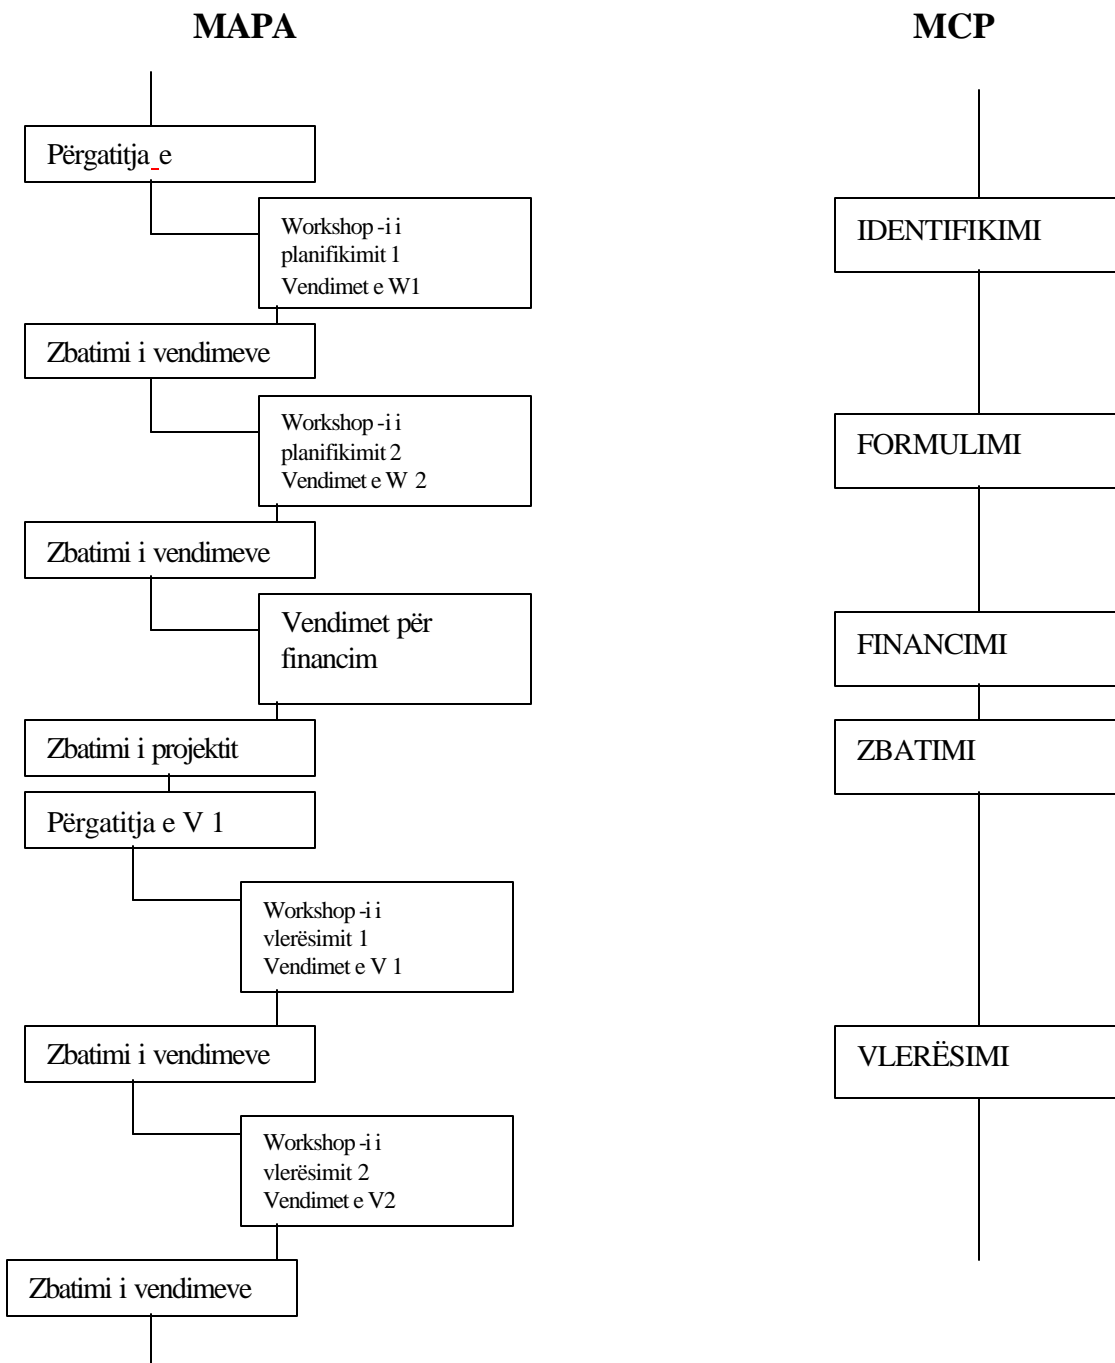 MAPA
MCP
Përgatitja e
Workshop -i i
planifikimit 1
Vendimet e W1
Zbatimi i vendimeve
Workshop -i i
planifikimit 2
Vendimet e W 2
Zbatimi i vendimeve
Vendimet për
financim
Zbatimi i projektit
Përgatitja e V 1
Workshop -i i
vlerësimit 1
Vendimet e V 1
Zbatimi i vendimeve
Workshop -i i
vlerësimit 2
Vendimet e V2
Zbatimi i vendimeve
IDENTIFIKIMI
FORMULIMI
FINANCIMI
ZBATIMI
VLERËSIMI